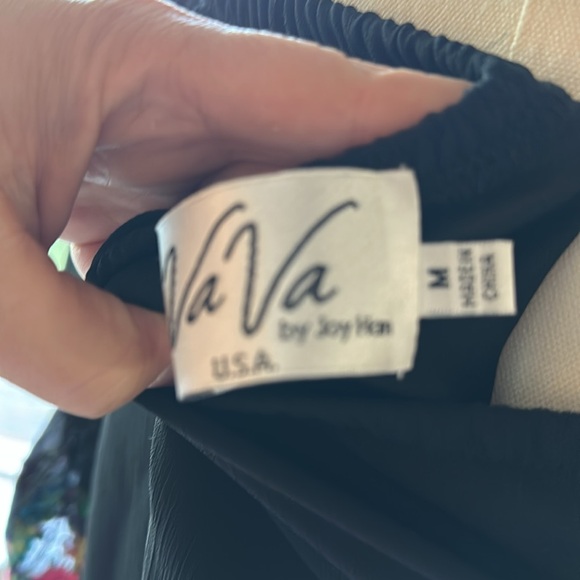 VaVa
by Joy Han
U.S.A.
M
MADE IN
CHINA